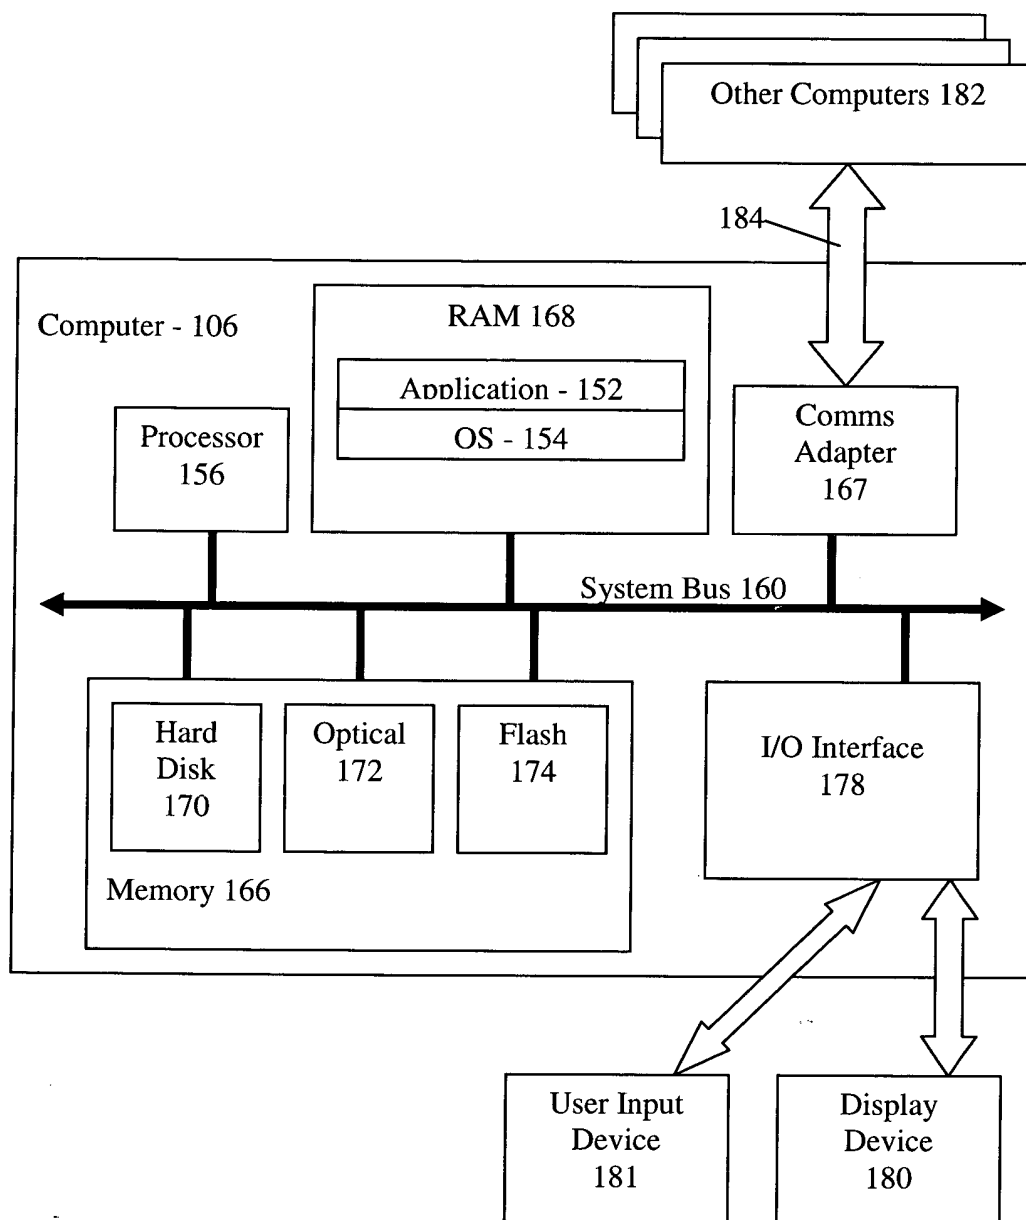 Other Computers 182
184
Computer - 106
RAM 168
Application - 152
OS - 154
Processor
156
Comms
Adapter
167
System Bus 160
Hard
Disk
170
Optical
172
Flash
174
I/O Interface
178
Memory 166
User Input
Device
181
Display
Device
180